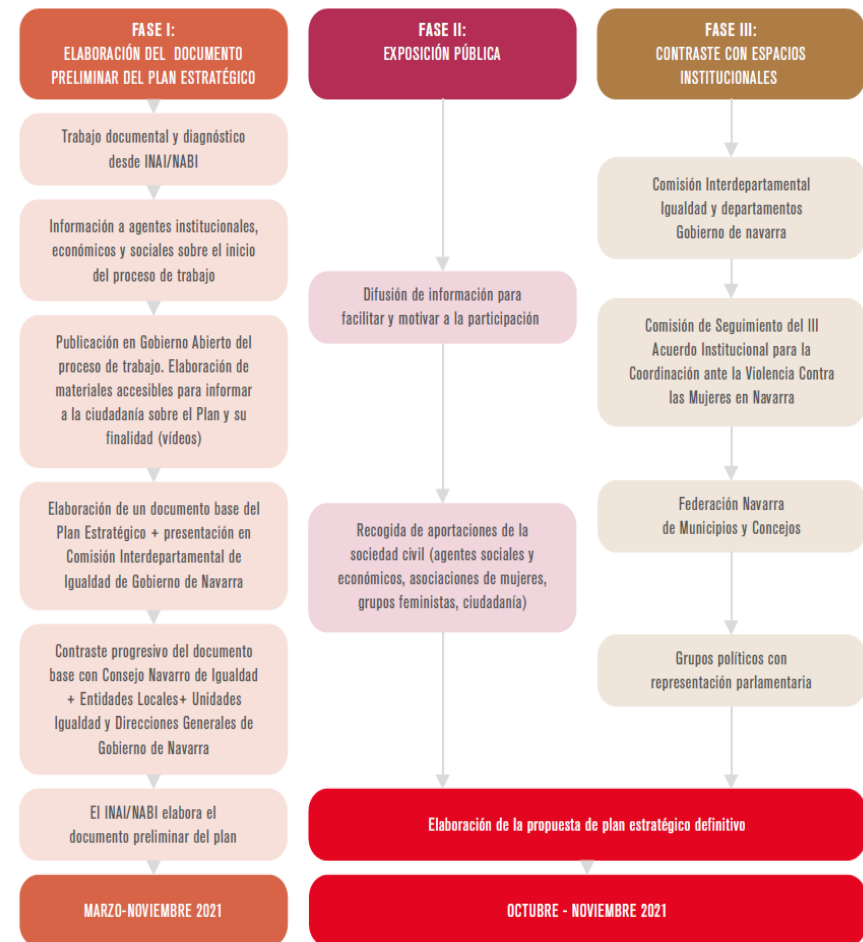 FASE I:
ELABORACIÓN DEL DOCUMENTO
PRELIMINAR DEL PLAN ESTRATÉGICO
Trabajo documental y diagnóstico
desde INAI/NABI
Información a agentes institucionales,
económicos y sociales sobre el inicio
del proceso de trabajo
Publicación en Gobierno Abierto del
proceso de trabajo. Elaboración de
materiales accesibles para informar
a la ciudadanía sobre el Plan y su
finalidad (vídeos)
Elaboración de un documento base del
Plan Estratégico + presentación en
Comisión Interdepartamental de
Igualdad de Gobierno de Navarra
Contraste progresivo del documento
base con Consejo Navarro de Igualdad
+ Entidades Locales+ Unidades
Igualdad y Direcciones Generales de
Gobierno de Navarra
El INAI/NABI elabora el
documento preliminar del plan
MARZO-NOVIEMBRE 2021
FASE II:
EXPOSICIÓN PÚBLICA
Difusión de información para
facilitar y motivar a la participación
Recogida de aportaciones de la
sociedad civil (agentes sociales y
económicos, asociaciones de mujeres,
grupos feministas, ciudadanía)
FASE III:
CONTRASTE CON ESPACIOS
INSTITUCIONALES
Comisión Interdepartamental
Igualdad y departamentos
Gobierno de navarra
Comisión de Seguimiento del III
Acuerdo Institucional para la
Coordinación ante la Violencia Contra
las Mujeres en Navarra
Federación Navarra
de Municipios y Concejos
Grupos políticos con
representación parlamentaria
Elaboración de la propuesta de plan estratégico definitivo
OCTUBRE - NOVIEMBRE 2021